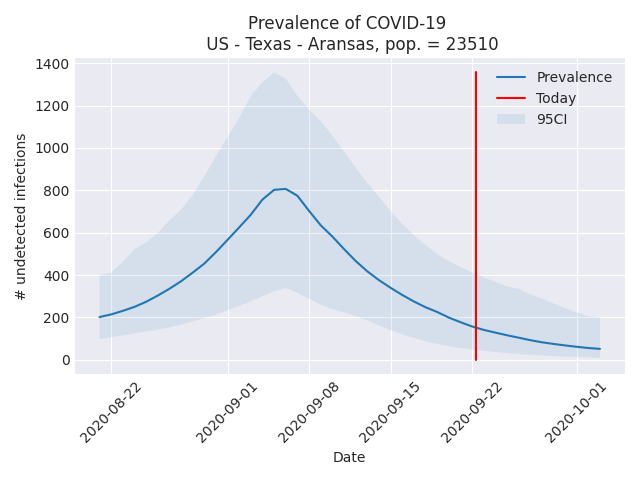 Prevalence of COVID-19
US - Texas - Aransas, pop. = 23510
1400
1200
1000
800
600
400
200
0
# undetected infections
Prevalence
Today
95CI
2020-08-22
2020-09-01
2020-09-08
2020-09-15
2020-09-22
2020-10-01
Date